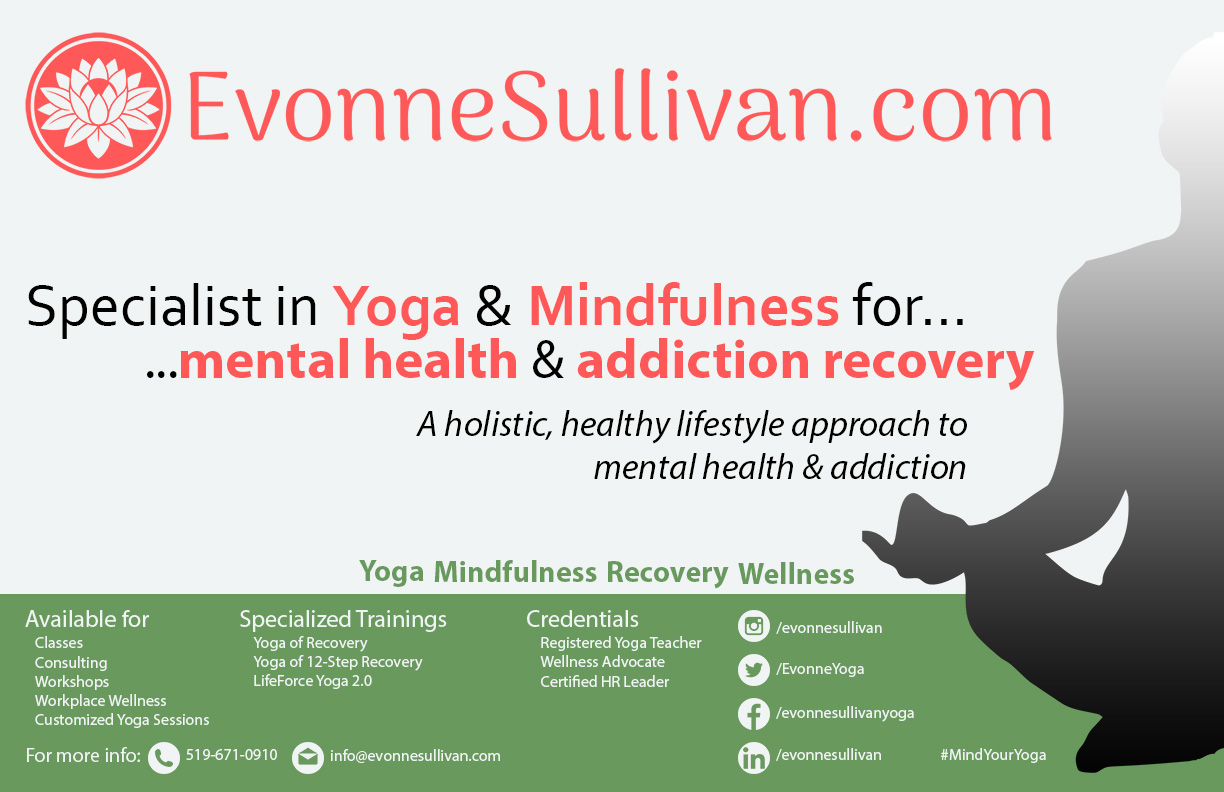 EvonneSullivan.com
Specialist in Yoga & Mindfulness for...
...mental health & addiction recovery
A holistic, healthy lifestyle approach to
mental health & addiction
Yoga Mindfulness Recovery Wellness
Available for
Classes
Consulting
Workshops
Workplace Wellness
Customized Yoga Sessions
Specialized Trainings
Yoga of Recovery
Yoga of 12-Step Recovery
LifeForce Yoga 2.0
Credentials
Registered Yoga Teacher
Wellness Advocate
Certified HR Leader
/evonnesullivan
/EvonneYoga
/evonnesullivanyoga
in /evonnesullivan
#MindYourYoga
For more info: 519-671-0910 info@evonnesullivan.com